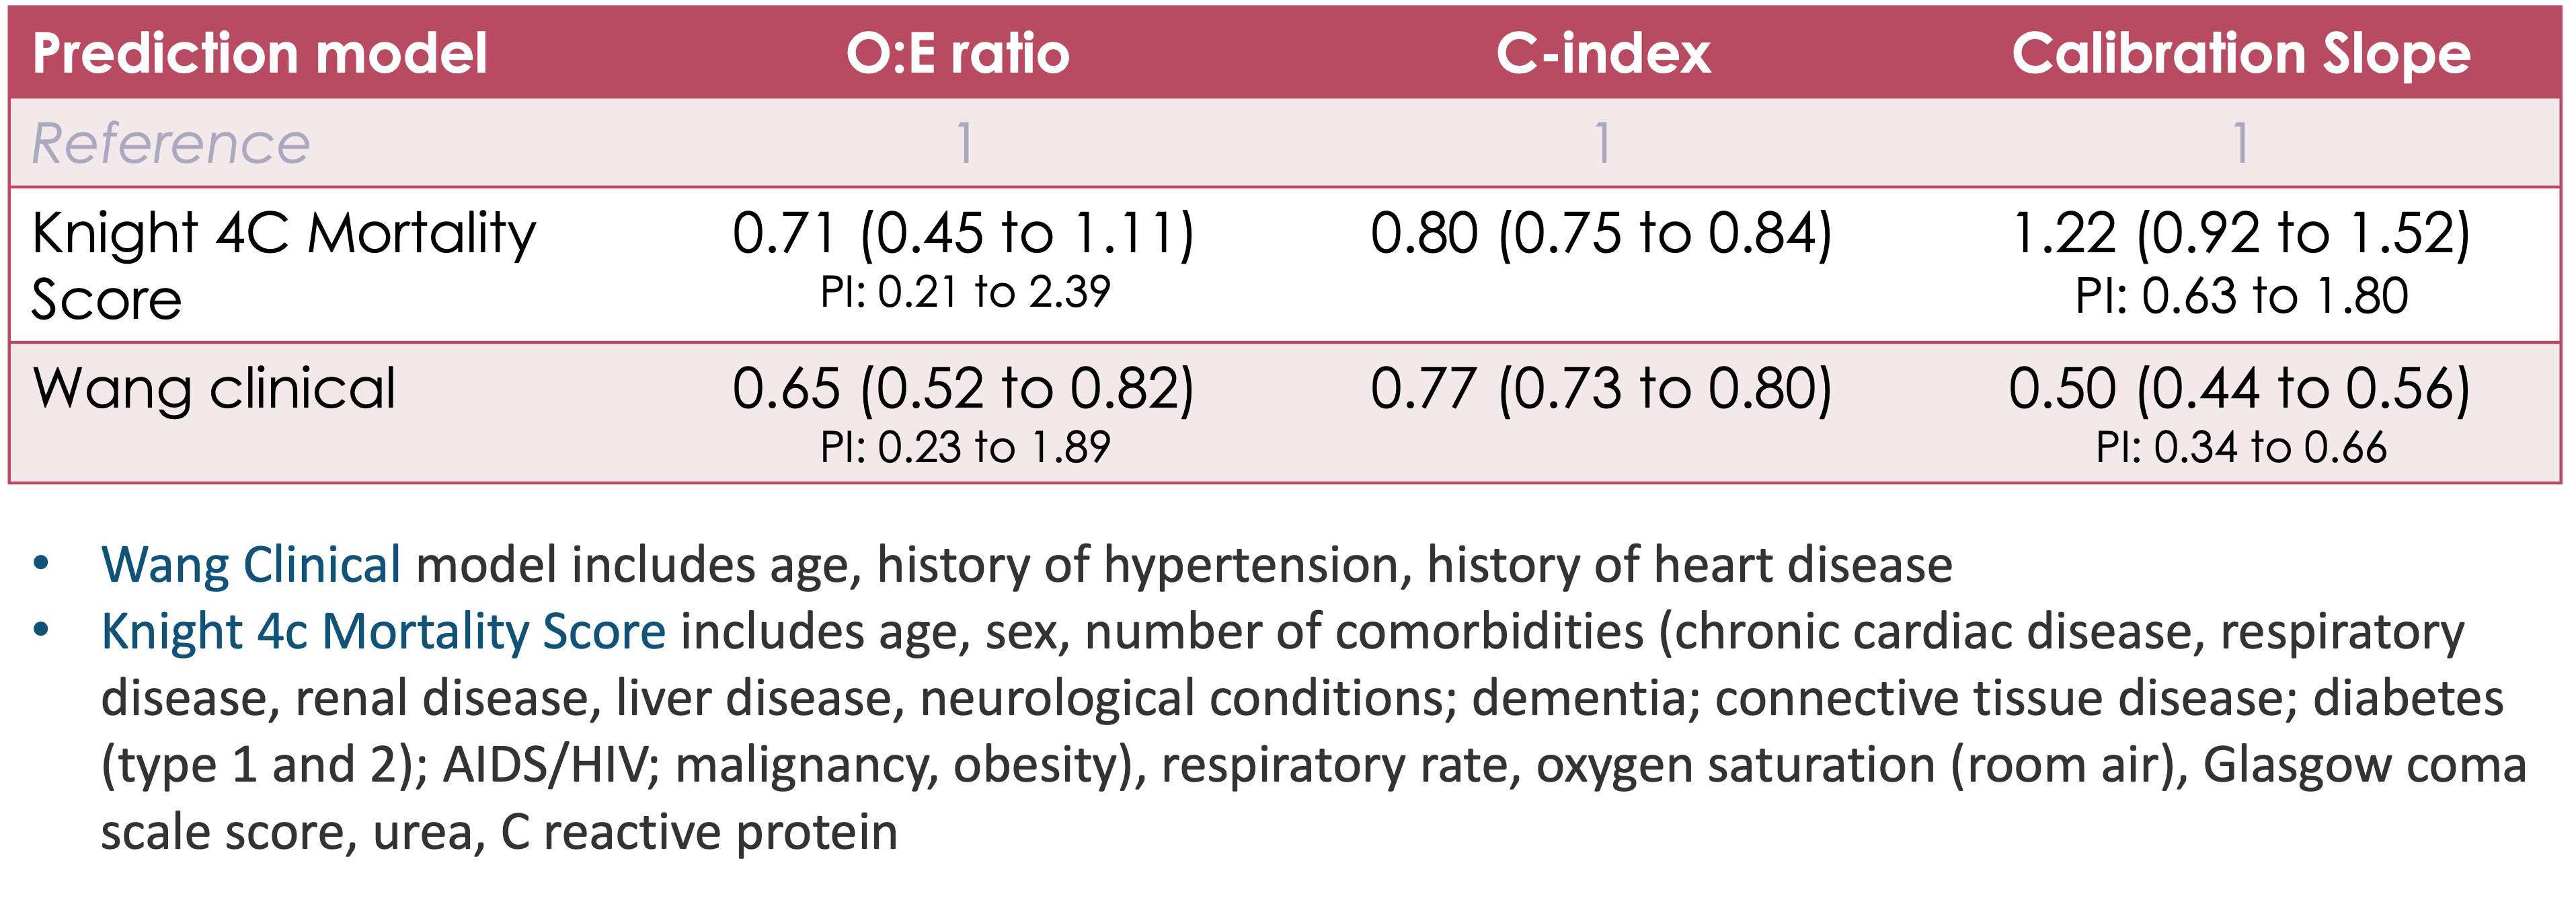 Prediction model O:E ratio C-index Calibration Slope
Reference 1 1 1
Knight 4C Mortality 0.71 (0.45 to 1.11) 0.80 (0.75 to 0.84) 1.22 (0.92 to 1.52)
Score PI: 0.21 to 2.39 PI: 0.63 to 1.80
Wang clinical 0.65 (0.52 to 0.82) 0.77 (0.73 to 0.80) 0.50 (0.44 to 0.56)
PI: 0.23 to 1.89 PI: 0.34 to 0.66
• Wang Clinical model includes age, history of hypertension, history of heart disease
• Knight 4c Mortality Score includes age, sex, number of comorbidities (chronic cardiac disease, respiratory
disease, renal disease, liver disease, neurological conditions; dementia; connective tissue disease; diabetes
(type 1 and 2); AIDS/HIV; malignancy, obesity), respiratory rate, oxygen saturation (room air), Glasgow coma
scale score, urea, C reactive protein